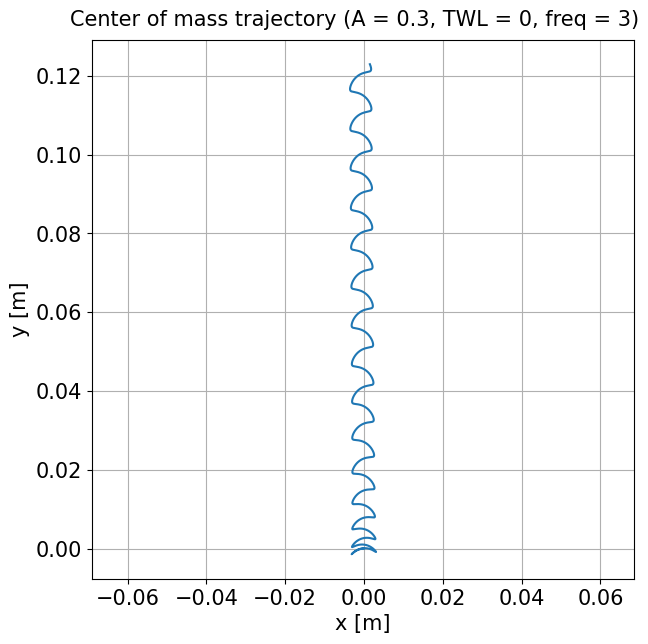 Center of mass trajectory (A = 0.3, TWL = 0, freq = 3)
0.12
0.10
0.08
0.06
0.04
0.02
0.00
y [m]
−0.06 −0.04 −0.02 0.00 0.02 0.04 0.06
x [m]